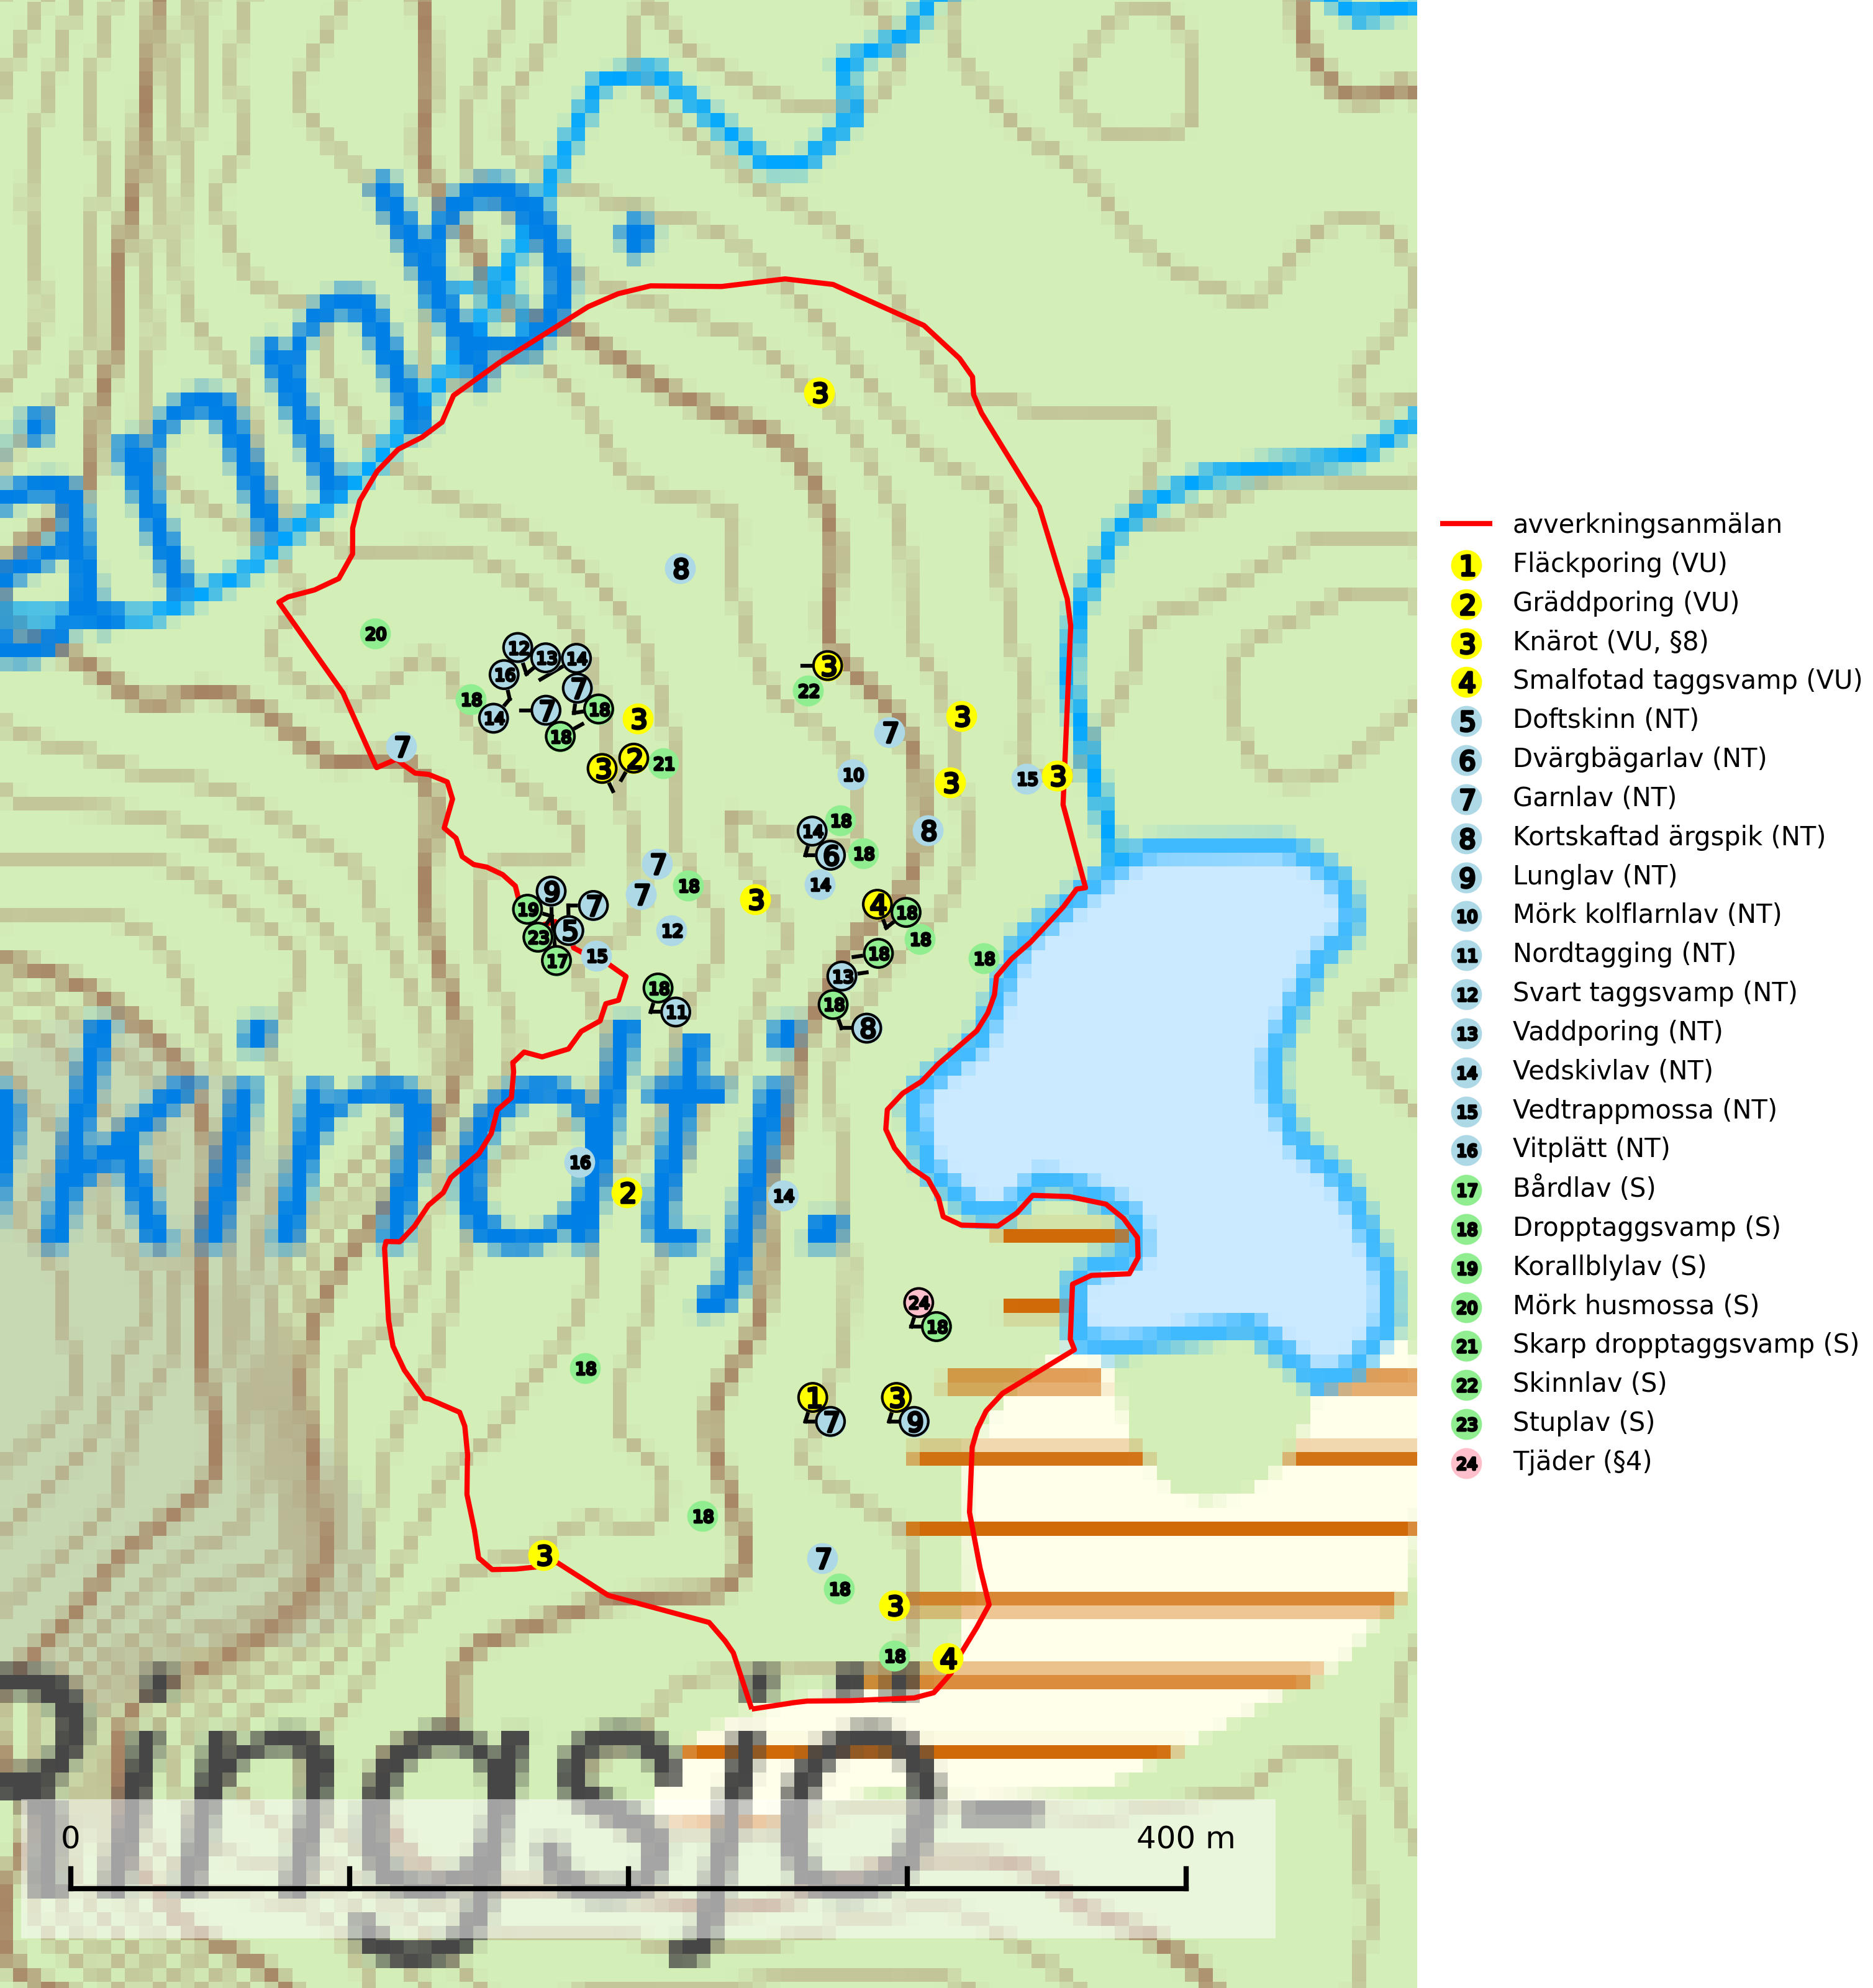 3
8
20
12
13
14
16
7
3
22
18
14
7
18
18
3
3
7
7
2
3
21
10
3
15
3
14
18
6
18
8
7
14
7
18
3
9
19
7
5
23
17
15
12
4
18
18
18
18
13
18
8
18
11
kinatj.
16
2
14
24
18
18
1
7
3
9
18
3
7
18
3
18
4
Ringsjö-
0
400 m
avverkningsanmälan
1 Fläckporing (VU)
2 Gräddporing (VU)
3 Knärot (VU, §8)
4 Smalfotad taggsvamp (VU)
5 Doftskinn (NT)
6 Dvärgbägarlav (NT)
7 Garnlav (NT)
8 Kortskaftad ärgspik (NT)
9 Lunglav (NT)
10 Mörk kolflarnlav (NT)
11 Nordtagging (NT)
12 Svart taggsvamp (NT)
13 Vaddporing (NT)
14 Vedskivlav (NT)
15 Vedtrappmossa (NT)
16 Vitplätt (NT)
17 Bårdlav (S)
18 Dropptaggsvamp (S)
19 Korallblylav (S)
20 Mörk husmossa (S)
21 Skarp dropptaggsvamp (S)
22 Skinnlav (S)
23 Stuplav (S)
24 Tjäder (§4)